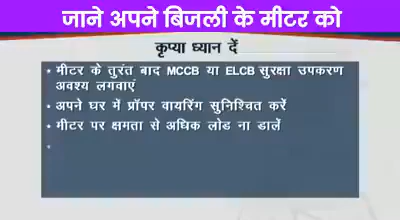 जाने अपने बिजली के मीटर को
कृप्या ध्यान दें
• मीटर के तुरंत बाद MCCB या ELCB सुरक्षा उपकरण
अवश्य लगवाएं
• अपने घर में प्रॉपर वायरिंग सुनिश्चित करें
• मीटर पर क्षमता से अधिक लोड ना डालें
•